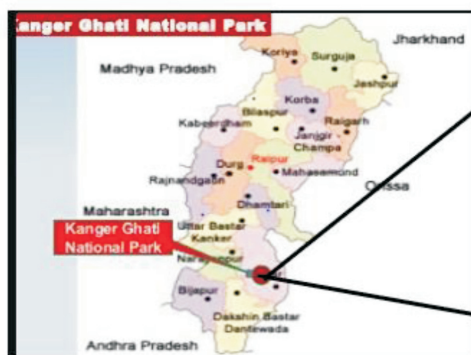 Kanger Ghati National Park
Jharkhand
Koriya
Surguja
Madhya Pradesh
Jashpur
Korba
Bilaspur
Kabeerdham
Janjgir
Champa
Raigarh
Raipur
Durg
Rajnandgaon
Mahasamund
Orissa
Dhamtari
Maharashtra
Uttar Bastar
Kanker
Kanger Ghati
National Park
Narayanpur
Bijapur
Dakshin Bastar
Dantewada
Andhra Pradesh